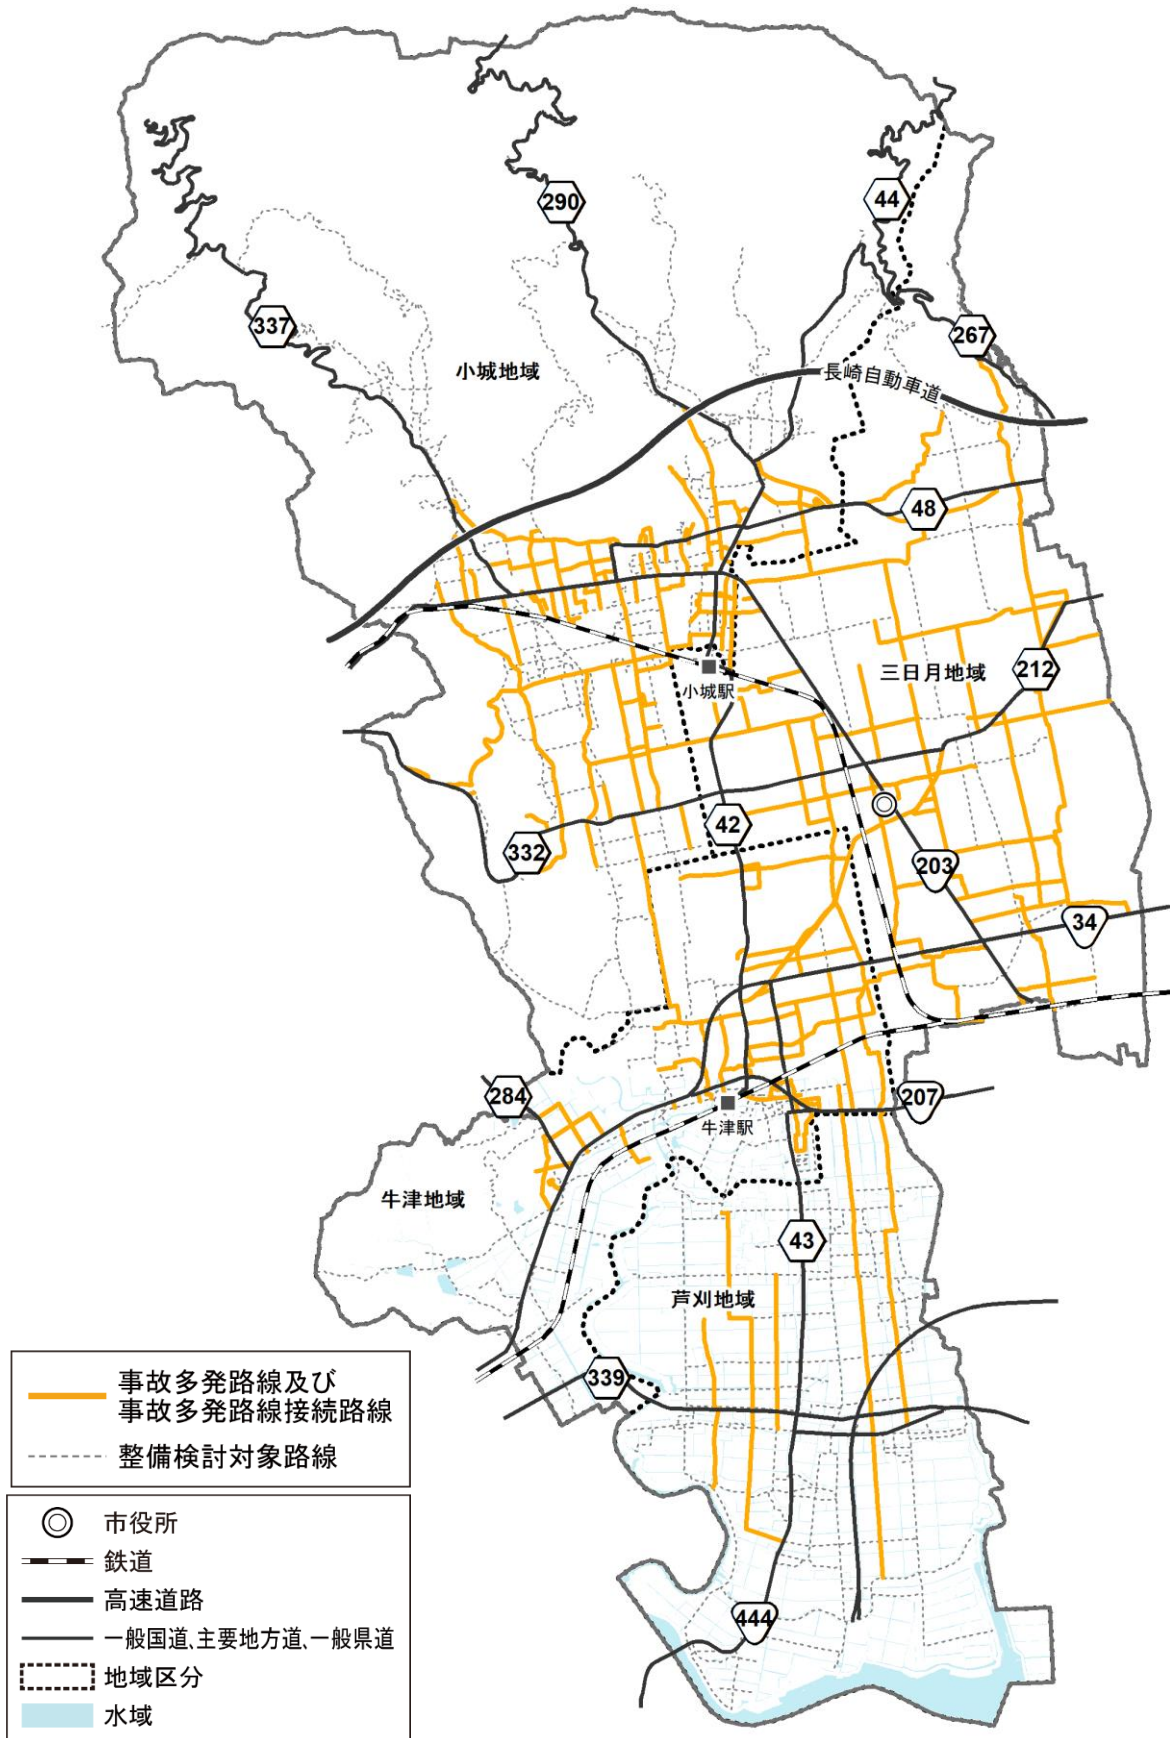 290
44
337
267
小城地域
長崎自動車道
48
三日月地域
212
小城駅
42
332
203
34
284
207
牛津駅
牛津地域
43
芦刈地域
339
444
事故多発路線及び
事故多発路線接続路線
整備検討対象路線
市役所
鉄道
高速道路
一般国道、主要地方道、一般県道
地域区分
水域